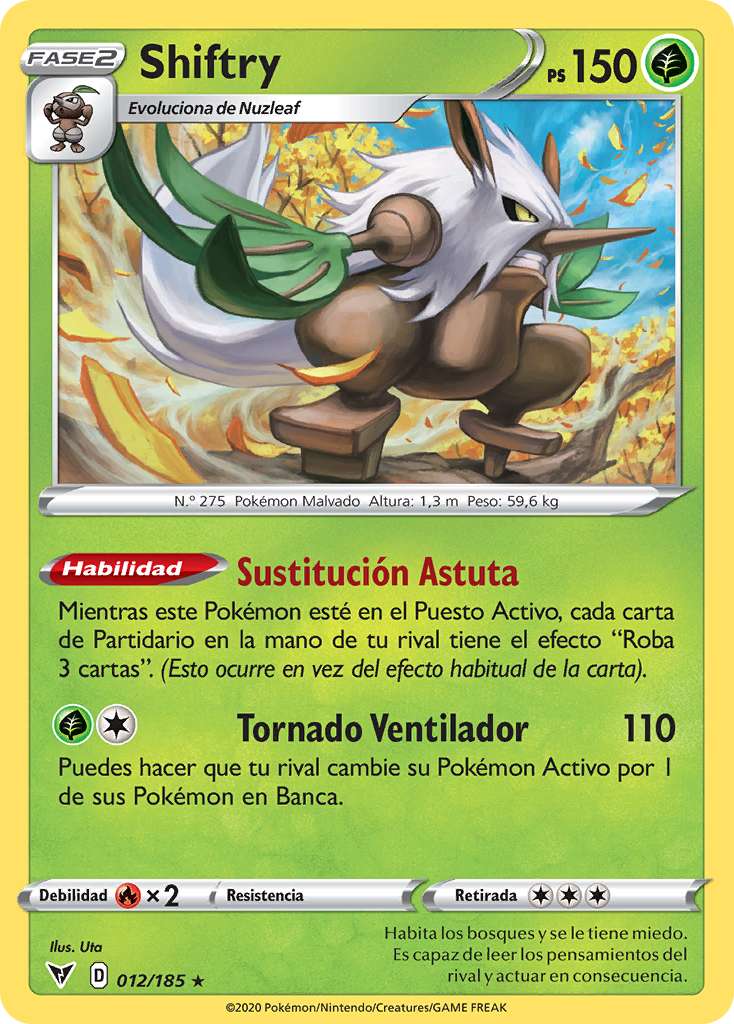 FASE2
Shiftry
PS 150
Evoluciona de Nuzleaf
N.º 275 Pokémon Malvado Altura: 1,3 m Peso: 59,6 kg
Habilidad
Sustitución Astuta
Mientras este Pokémon esté en el Puesto Activo, cada carta
de Partidario en la mano de tu rival tiene el efecto “Roba
3 cartas”. (Esto ocurre en vez del efecto habitual de la carta).
Tornado Ventilador 110
Puedes hacer que tu rival cambie su Pokémon Activo por 1
de sus Pokémon en Banca.
Debilidad ×2 Resistencia Retirada
Ilus. Uta
Habita los bosques y se le tiene miedo.
Es capaz de leer los pensamientos del
rival y actuar en consecuencia.
D 012/185 ★
©2020 Pokémon/Nintendo/Creatures/GAME FREAK